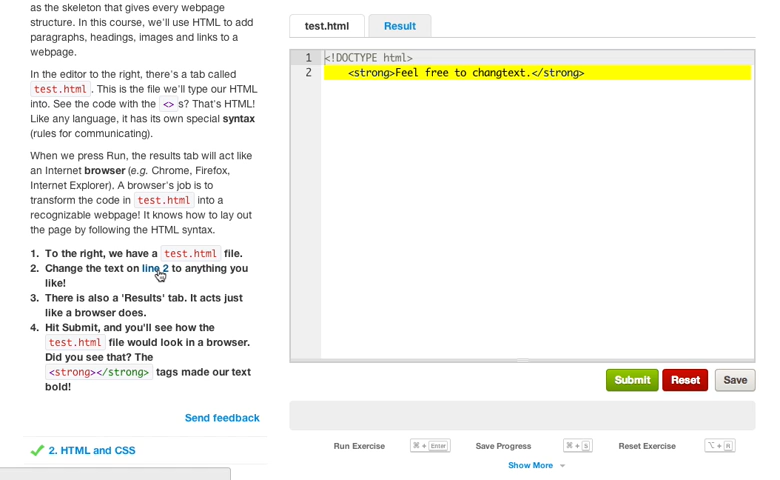 as the skeleton that gives every webpage
structure. In this course, we'll use HTML to add
paragraphs, headings, images and links to a
webpage.
In the editor to the right, there's a tab called
test.html. This is the file we'll type our HTML
into. See the code with the <> s? That's HTML!
Like any language, it has its own special syntax
(rules for communicating).
When we press Run, the results tab will act like
an Internet browser (e.g. Chrome, Firefox,
Internet Explorer). A browser's job is to
transform the code in test.html into a
recognizable webpage! It knows how to lay out
the page by following the HTML syntax.
1. To the right, we have a test.html file.
2. Change the text on line 2 to anything you
like!
3. There is also a 'Results' tab. It acts just
like a browser does.
4. Hit Submit, and you'll see how the
test.html file would look in a browser.
Did you see that? The
<strong></strong> tags made our text
bold!
Send feedback
2. HTML and CSS
test.html
Result
1 <!DOCTYPE html>
2 <strong>Feel free to changtext.</strong>
Submit
Reset
Save
Run Exercise ⌘ + Enter
Save Progress ⌘ + S
Reset Exercise ⌥ + R
Show More